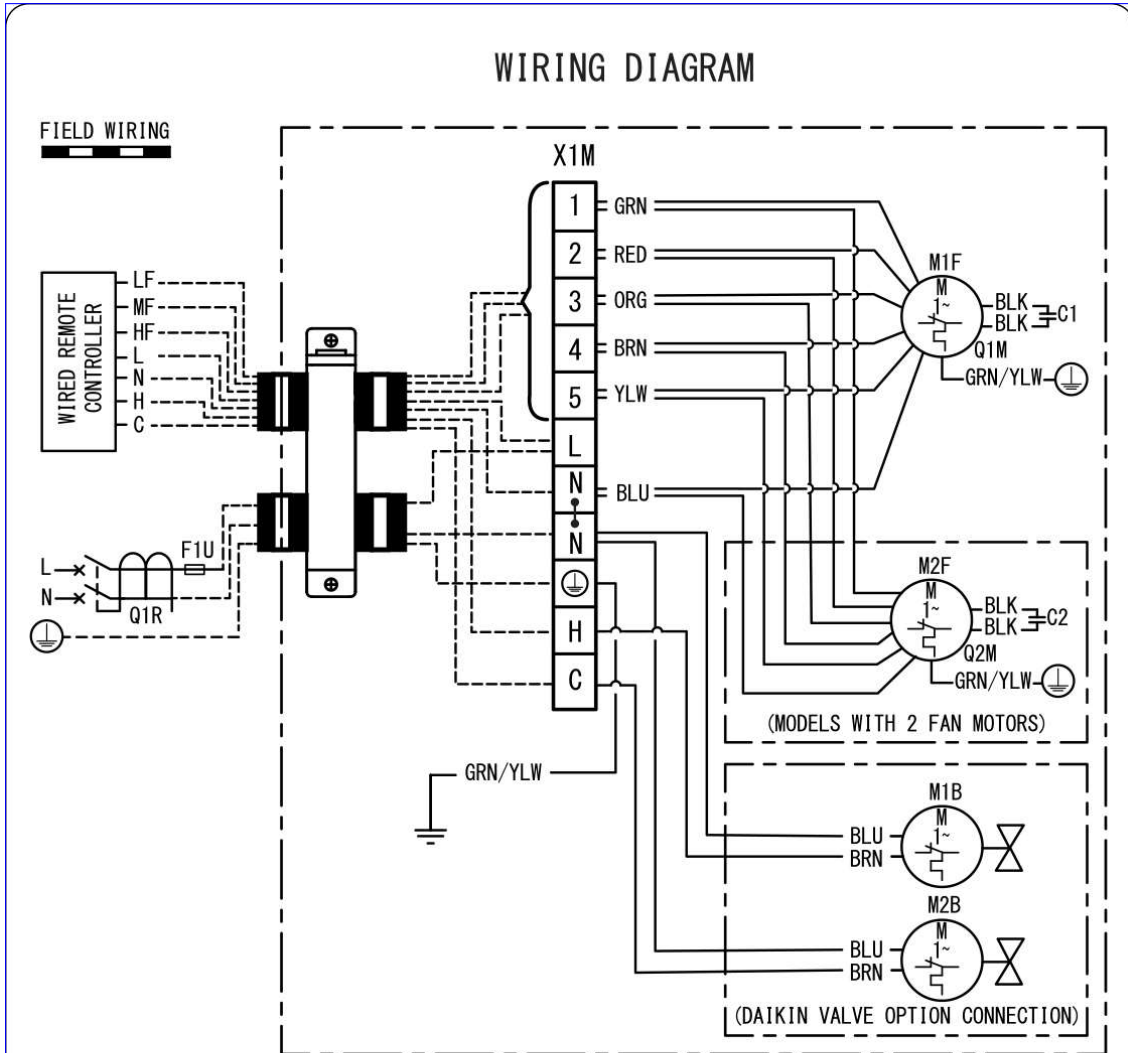 WIRING DIAGRAM
FIELD WIRING
X1M
1
GRN
2
RED
3
ORG
4
BRN
5
YLW
L
N
BLU
N
H
C
WIRED REMOTE
CONTROLLER
LF
MF
HF
L
N
H
C
L
N
F1U
Q1R
GRN/YLW
M1F
M
1~
Q1M
BLK
BLK
C1
GRN/YLW
M2F
M
1~
Q2M
BLK
BLK
C2
GRN/YLW
(MODELS WITH 2 FAN MOTORS)
M1B
M
1~
BLU
BRN
M2B
M
1~
BLU
BRN
(DAIKIN VALVE OPTION CONNECTION)